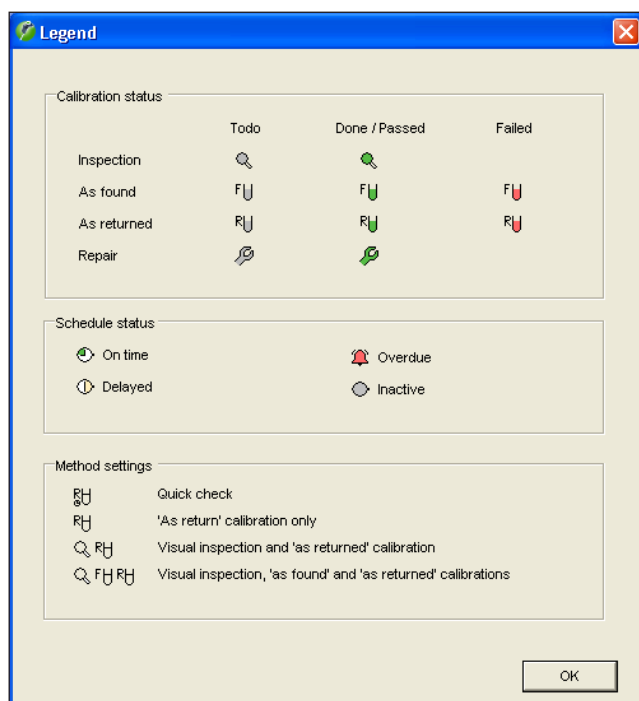 Legend
Calibration status
Todo Done / Passed Failed
Inspection
As found F F F
As returned R R R
Repair
Schedule status
On time Overdue
Delayed Inactive
Method settings
R Quick check
R 'As return' calibration only
R Visual inspection and 'as returned' calibration
F R Visual inspection, 'as found' and 'as returned' calibrations
OK